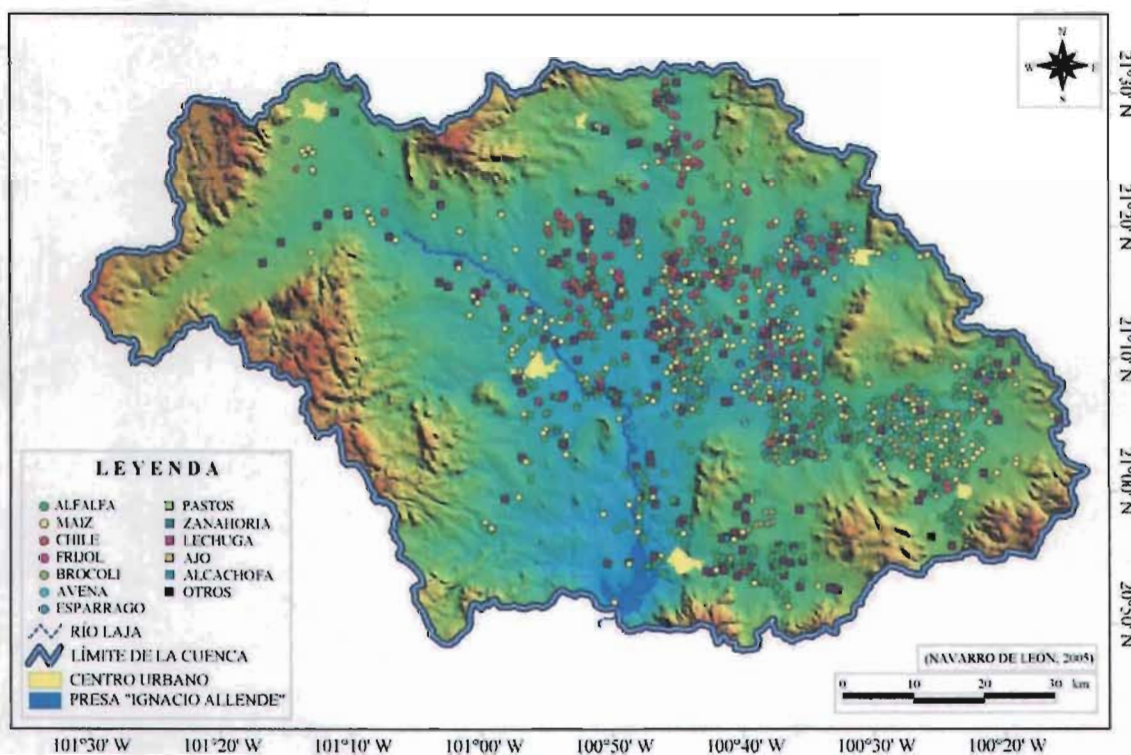 N
W E
S
21°30' N
21°20' N
21°10' N
21°00' N
20°50' N
LEYENDA
ALFALFA
MAIZ
CHILE
FRIJOL
BROCOLI
AVENA
ESPARRAGO
PASTOS
ZANAHORIA
LECHUGA
AJO
ALCACHOFA
OTROS
RÍO LAJA
LÍMITE DE LA CUENCA
CENTRO URBANO
PRESA "IGNACIO ALLENDE"
(NAVARRO DE LEÓN, 2005)
0 10 20 30 km
101°30' W 101°20' W 101°10' W 101°00' W 100°50' W 100°40' W 100°30' W 100°20' W